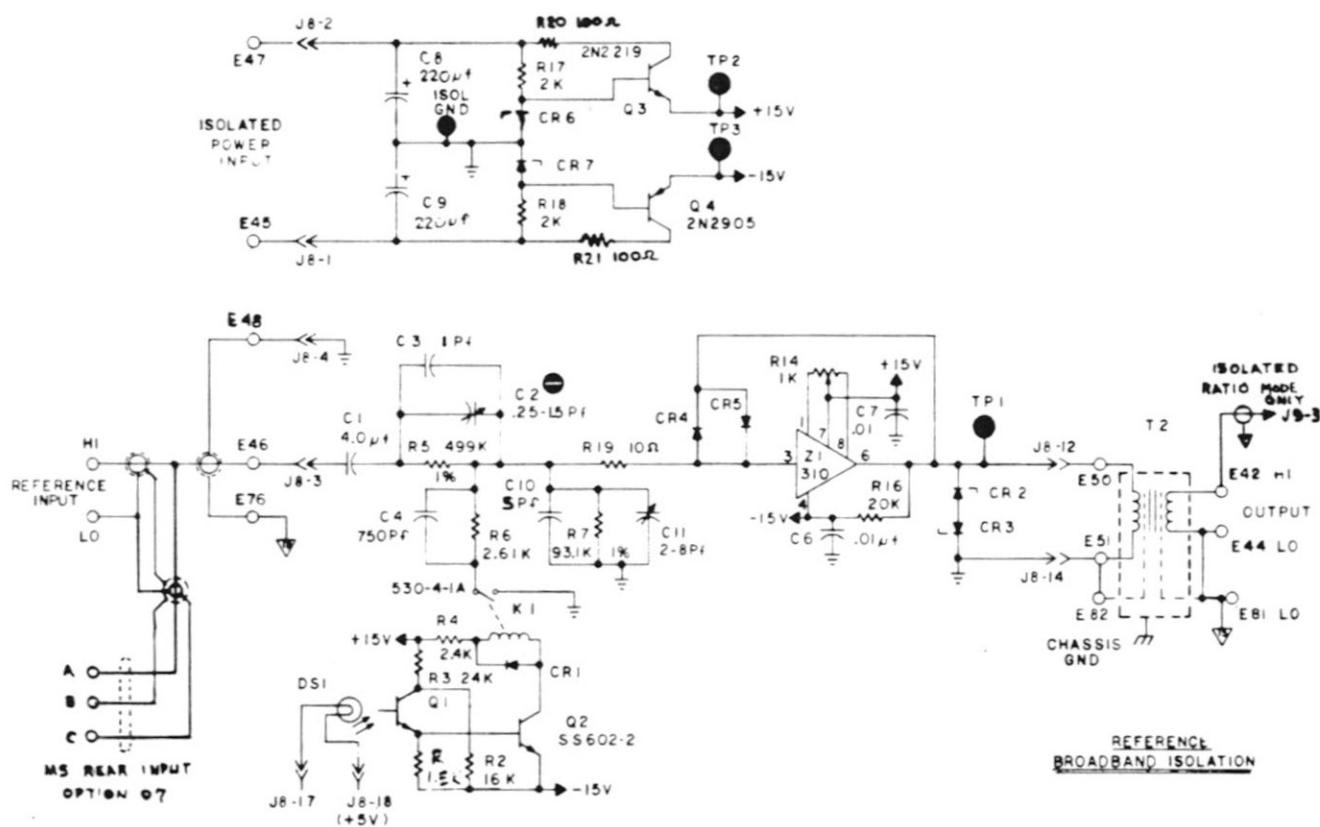 R20 100Ω
J8-2
2N2219
E47
C8
220μf
ISOL
GND
R17
2K
TP2
Q3
+15V
ISOLATED
POWER
INPUT
CR6
TP3
CR7
-15V
C9
220μf
R18
2K
Q4
2N2905
E45
J8-1
R21 100Ω
E48
J8-4
C3 1Pf
C2
.25-1.5Pf
R14
1K
+15V
ISOLATED
RATIO MODE
ONLY
J9-3
CR4
CR5
C7
.01
TP1
T2
C1
4.0μf
HI
E46
J8-3
R5 499K
1%
R19 10Ω
1
7
8
3
Z1
310
6
4
J8-12
E50
E42 HI
REFERENCE
INPUT
LO
E76
C10
5Pf
C4
750Pf
R6
2.61K
R7
93.1K
1%
C11
2-8Pf
R16
20K
-15V
C6
.01μf
CR2
CR3
OUTPUT
E51
E44 LO
J8-14
E82
E81 LO
CHASSIS
GND
530-4-1A
K1
+15V
R4
2.4K
CR1
R3 24K
DS1
Q1
Q2
SS602-2
R2
16K
-15V
A
B
C
MS REAR INPUT
OPTION 07
J8-17
J8-18
(+5V)
REFERENCE
BROADBAND ISOLATION